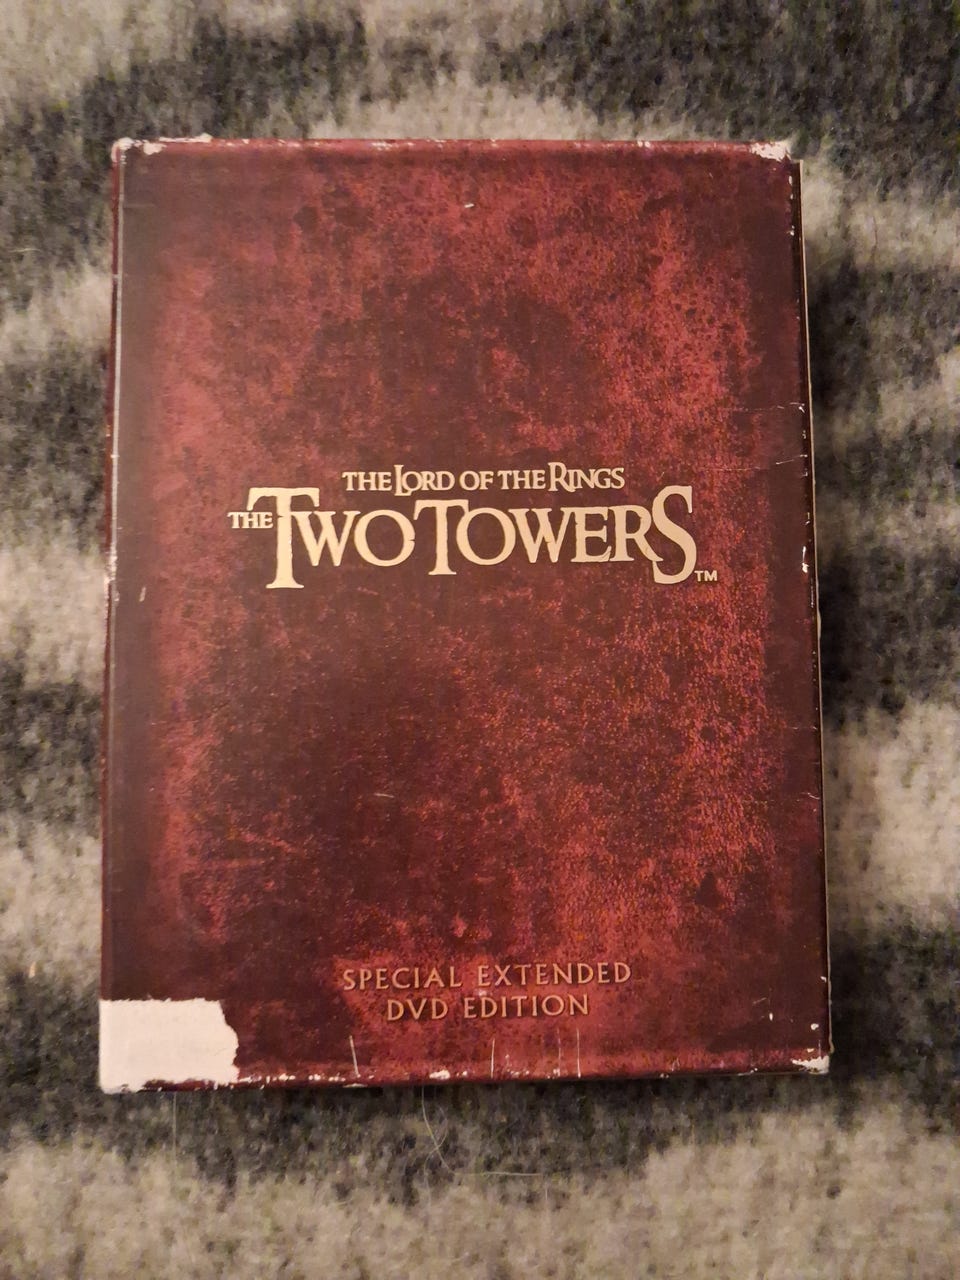 THE LORD OF THE RINGS
THE TWO TOWERS™
SPECIAL EXTENDED
DVD EDITION